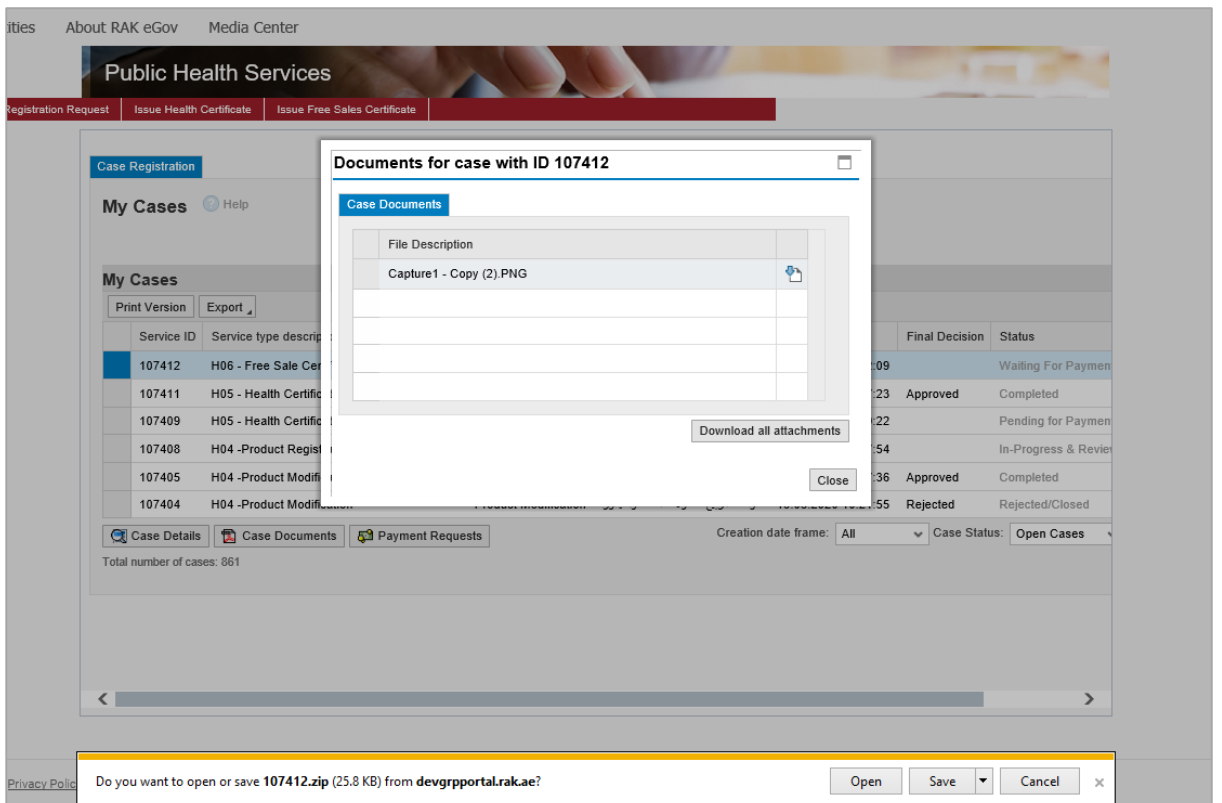 ities About RAK eGov Media Center
Public Health Services
Registration Request Issue Health Certificate Issue Free Sales Certificate
Documents for case with ID 107412
Case Registration
Case Documents
My Cases Help
File Description
Capture1 - Copy (2).PNG
My Cases
Print Version Export
Service ID Service type descrip Final Decision Status
107412 H06 - Free Sale Cer :09 Waiting For Paymen
107411 H05 - Health Certific :23 Approved Completed
107409 H05 - Health Certific :22 Pending for Paymen
Download all attachments
107408 H04 -Product Regist :54 In-Progress & Review
107405 H04 -Product Modifi :36 Approved Completed
Close
107404 H04 -Product Modification :55 Rejected Rejected/Closed
Case Details Case Documents Payment Requests Creation date frame: All Case Status: Open Cases
Total number of cases: 861
Privacy Polic
Do you want to open or save 107412.zip (25.8 KB) from devgrpportal.rak.ae? Open Save Cancel